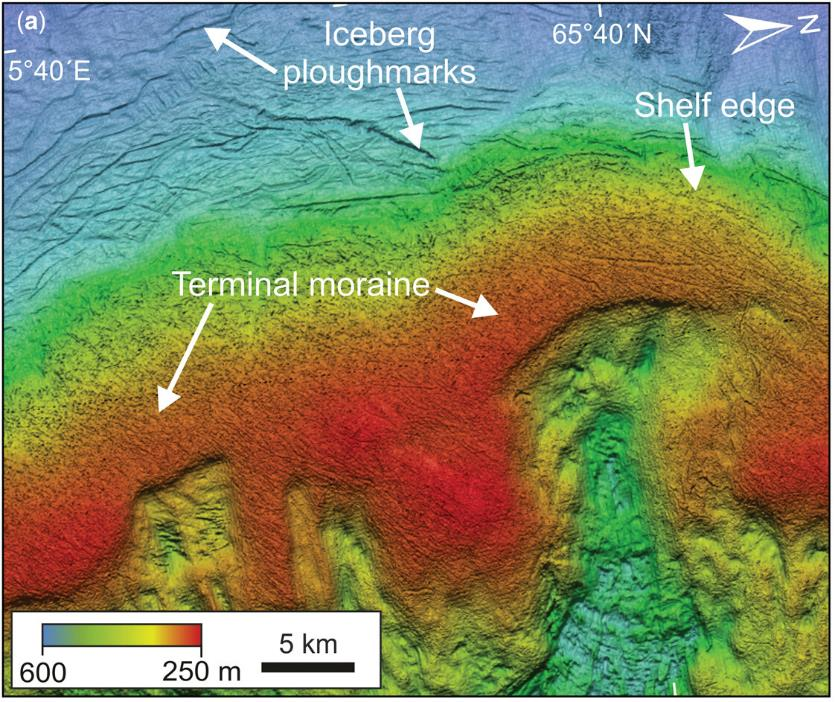 (a)
Iceberg
ploughmarks
65°40´N
N
5°40´E
Shelf edge
Terminal moraine
5 km
600
250 m